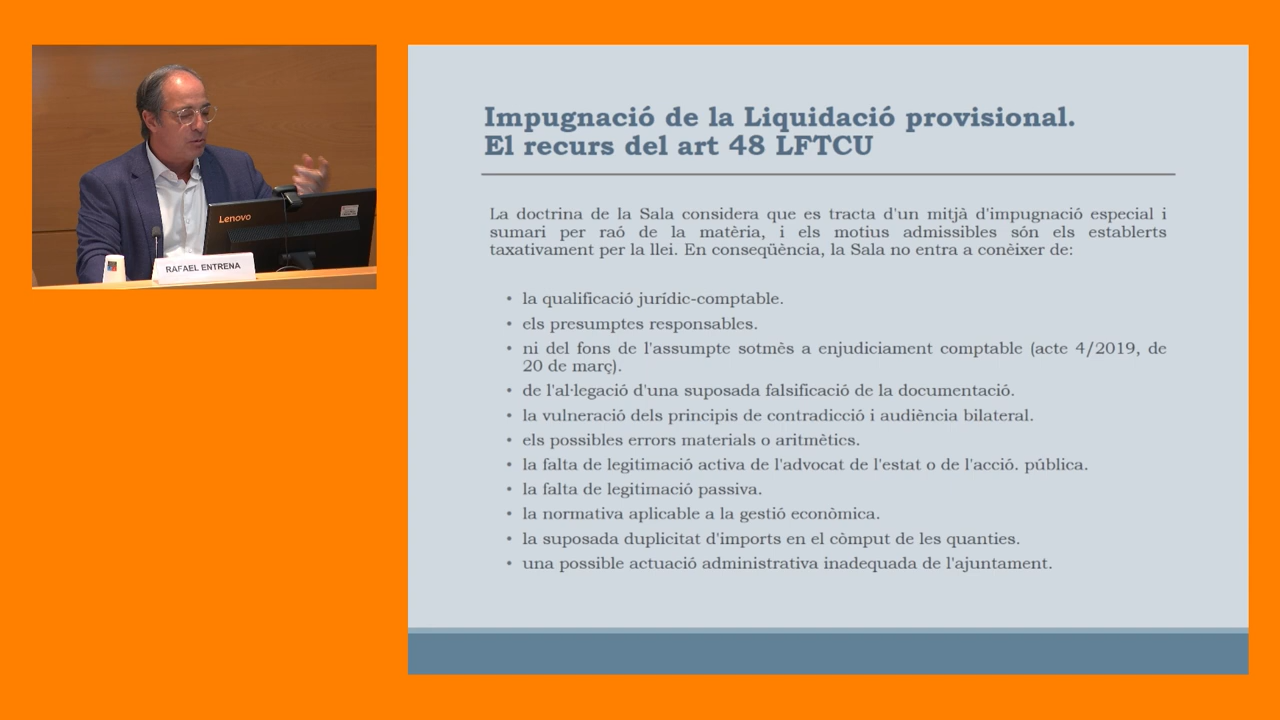 Lenovo
RAFAEL ENTRENA
Impugnació de la Liquidació provisional.
El recurs del art 48 LFTCU
La doctrina de la Sala considera que es tracta d'un mitjà d'impugnació especial i
sumari per raó de la matèria, i els motius admissibles són els establerts
taxativament per la llei. En conseqüència, la Sala no entra a conèixer de:
• la qualificació jurídic-comptable.
• els presumptes responsables.
• ni del fons de l'assumpte sotmès a enjudiciament comptable (acte 4/2019, de
20 de març).
• de l'al·legació d'una suposada falsificació de la documentació.
• la vulneració dels principis de contradicció i audiència bilateral.
• els possibles errors materials o aritmètics.
• la falta de legitimació activa de l'advocat de l'estat o de l'acció. pública.
• la falta de legitimació passiva.
• la normativa aplicable a la gestió econòmica.
• la suposada duplicitat d'imports en el còmput de les quanties.
• una possible actuació administrativa inadequada de l'ajuntament.